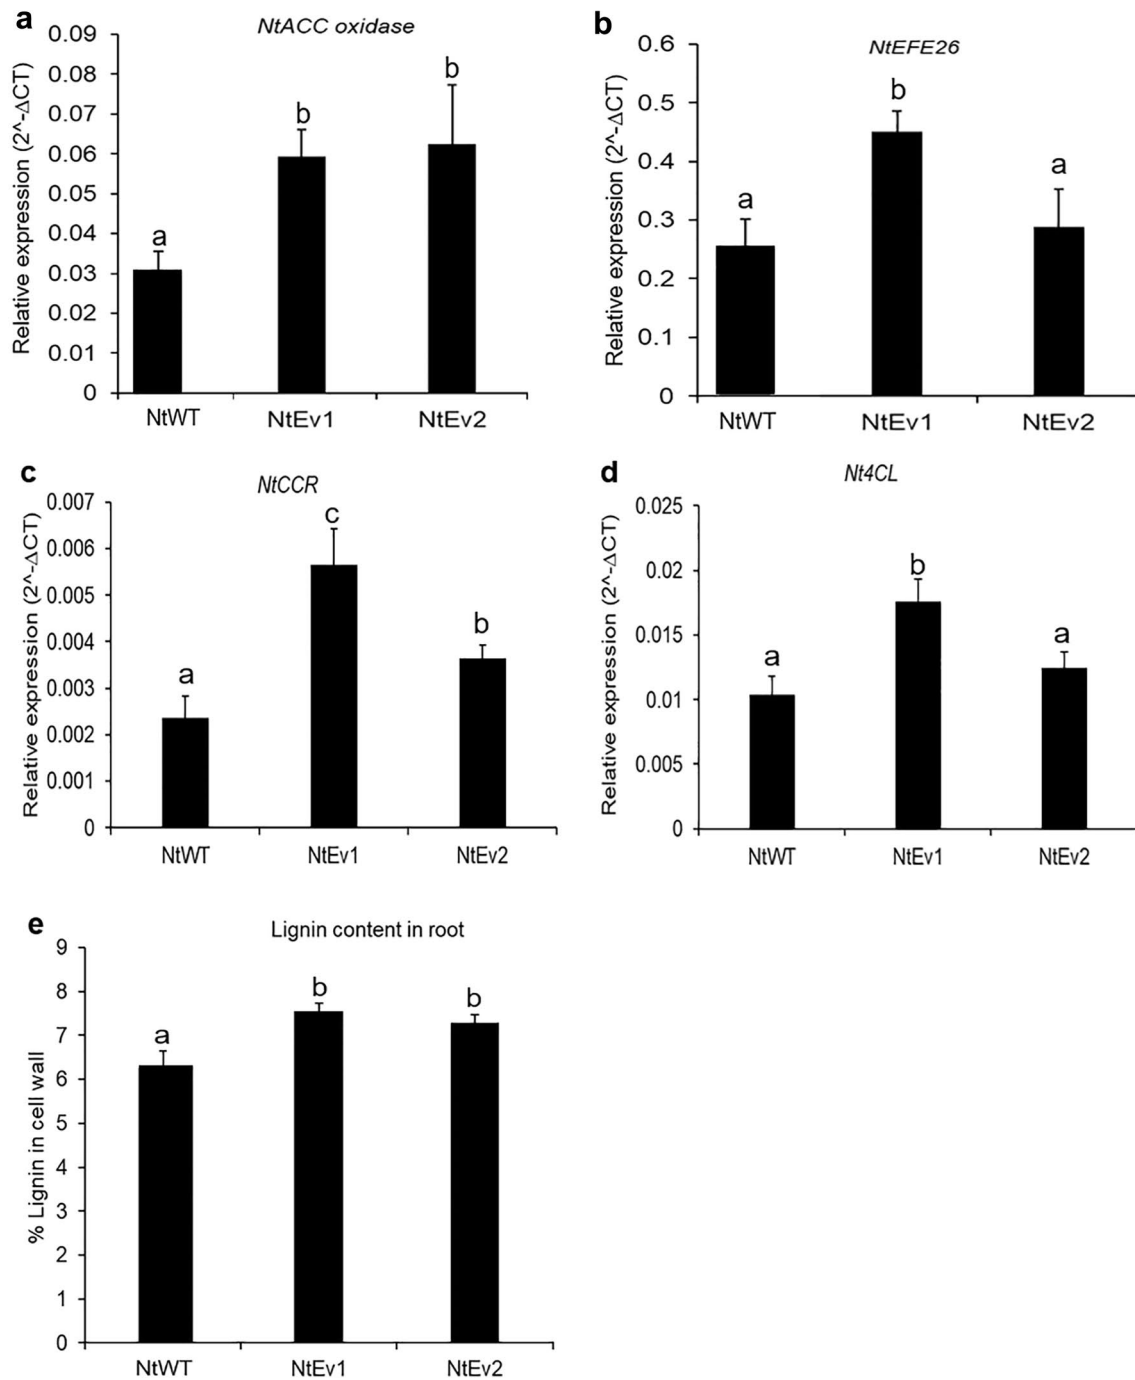 a
NtACC oxidase
Relative expression (2^-ΔCT)
0.09
0.08
0.07
0.06
0.05
0.04
0.03
0.02
0.01
0
a
b
b
NtWT
NtEv1
NtEv2
b
NtEFE26
Relative expression (2^-ΔCT)
0.6
0.5
0.4
0.3
0.2
0.1
0
a
b
a
NtWT
NtEv1
NtEv2
c
NtCCR
Relative expression (2^-ΔCT)
0.007
0.006
0.005
0.004
0.003
0.002
0.001
0
a
c
b
NtWT
NtEv1
NtEv2
d
Nt4CL
Relative expression (2^-ΔCT)
0.025
0.02
0.015
0.01
0.005
0
a
b
a
NtWT
NtEv1
NtEv2
e
Lignin content in root
% Lignin in cell wall
9
8
7
6
5
4
3
2
1
0
a
b
b
NtWT
NtEv1
NtEv2